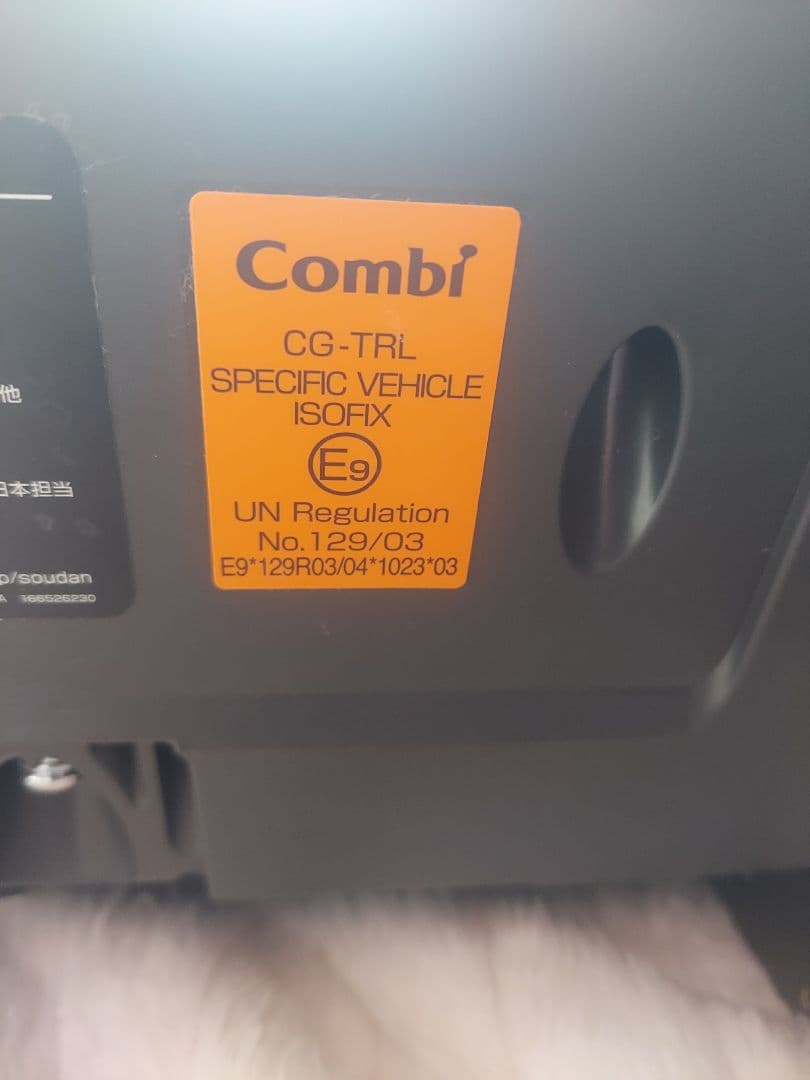 他
日本担当
p/soudan
A 166526230
Combi
CG-TRL
SPECIFIC VEHICLE
ISOFIX
E9
UN Regulation
No.129/03
E9*129R03/04*1023*03